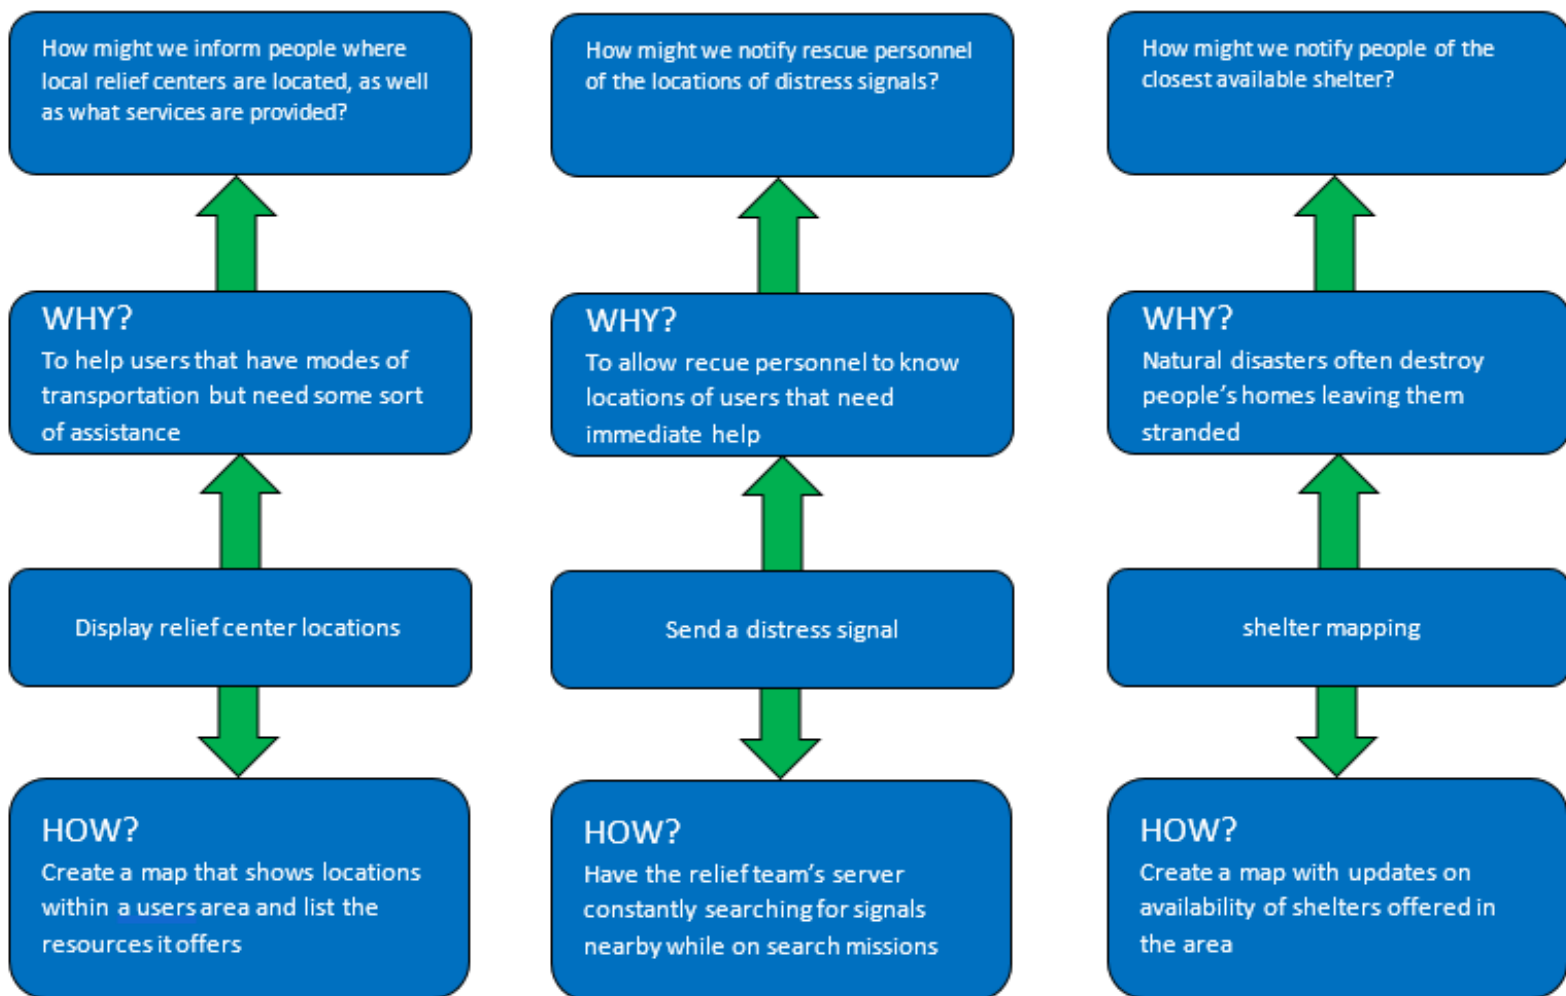 How might we inform people where
local relief centers are located, as well
as what services are provided?
WHY?
To help users that have modes of
transportation but need some sort
of assistance
Display relief center locations
HOW?
Create a map that shows locations
within a users area and list the
resources it offers
How might we notify rescue personnel
of the locations of distress signals?
WHY?
To allow recue personnel to know
locations of users that need
immediate help
Send a distress signal
HOW?
Have the relief team’s server
constantly searching for signals
nearby while on search missions
How might we notify people of the
closest available shelter?
WHY?
Natural disasters often destroy
people’s homes leaving them
stranded
shelter mapping
HOW?
Create a map with updates on
availability of shelters offered in
the area